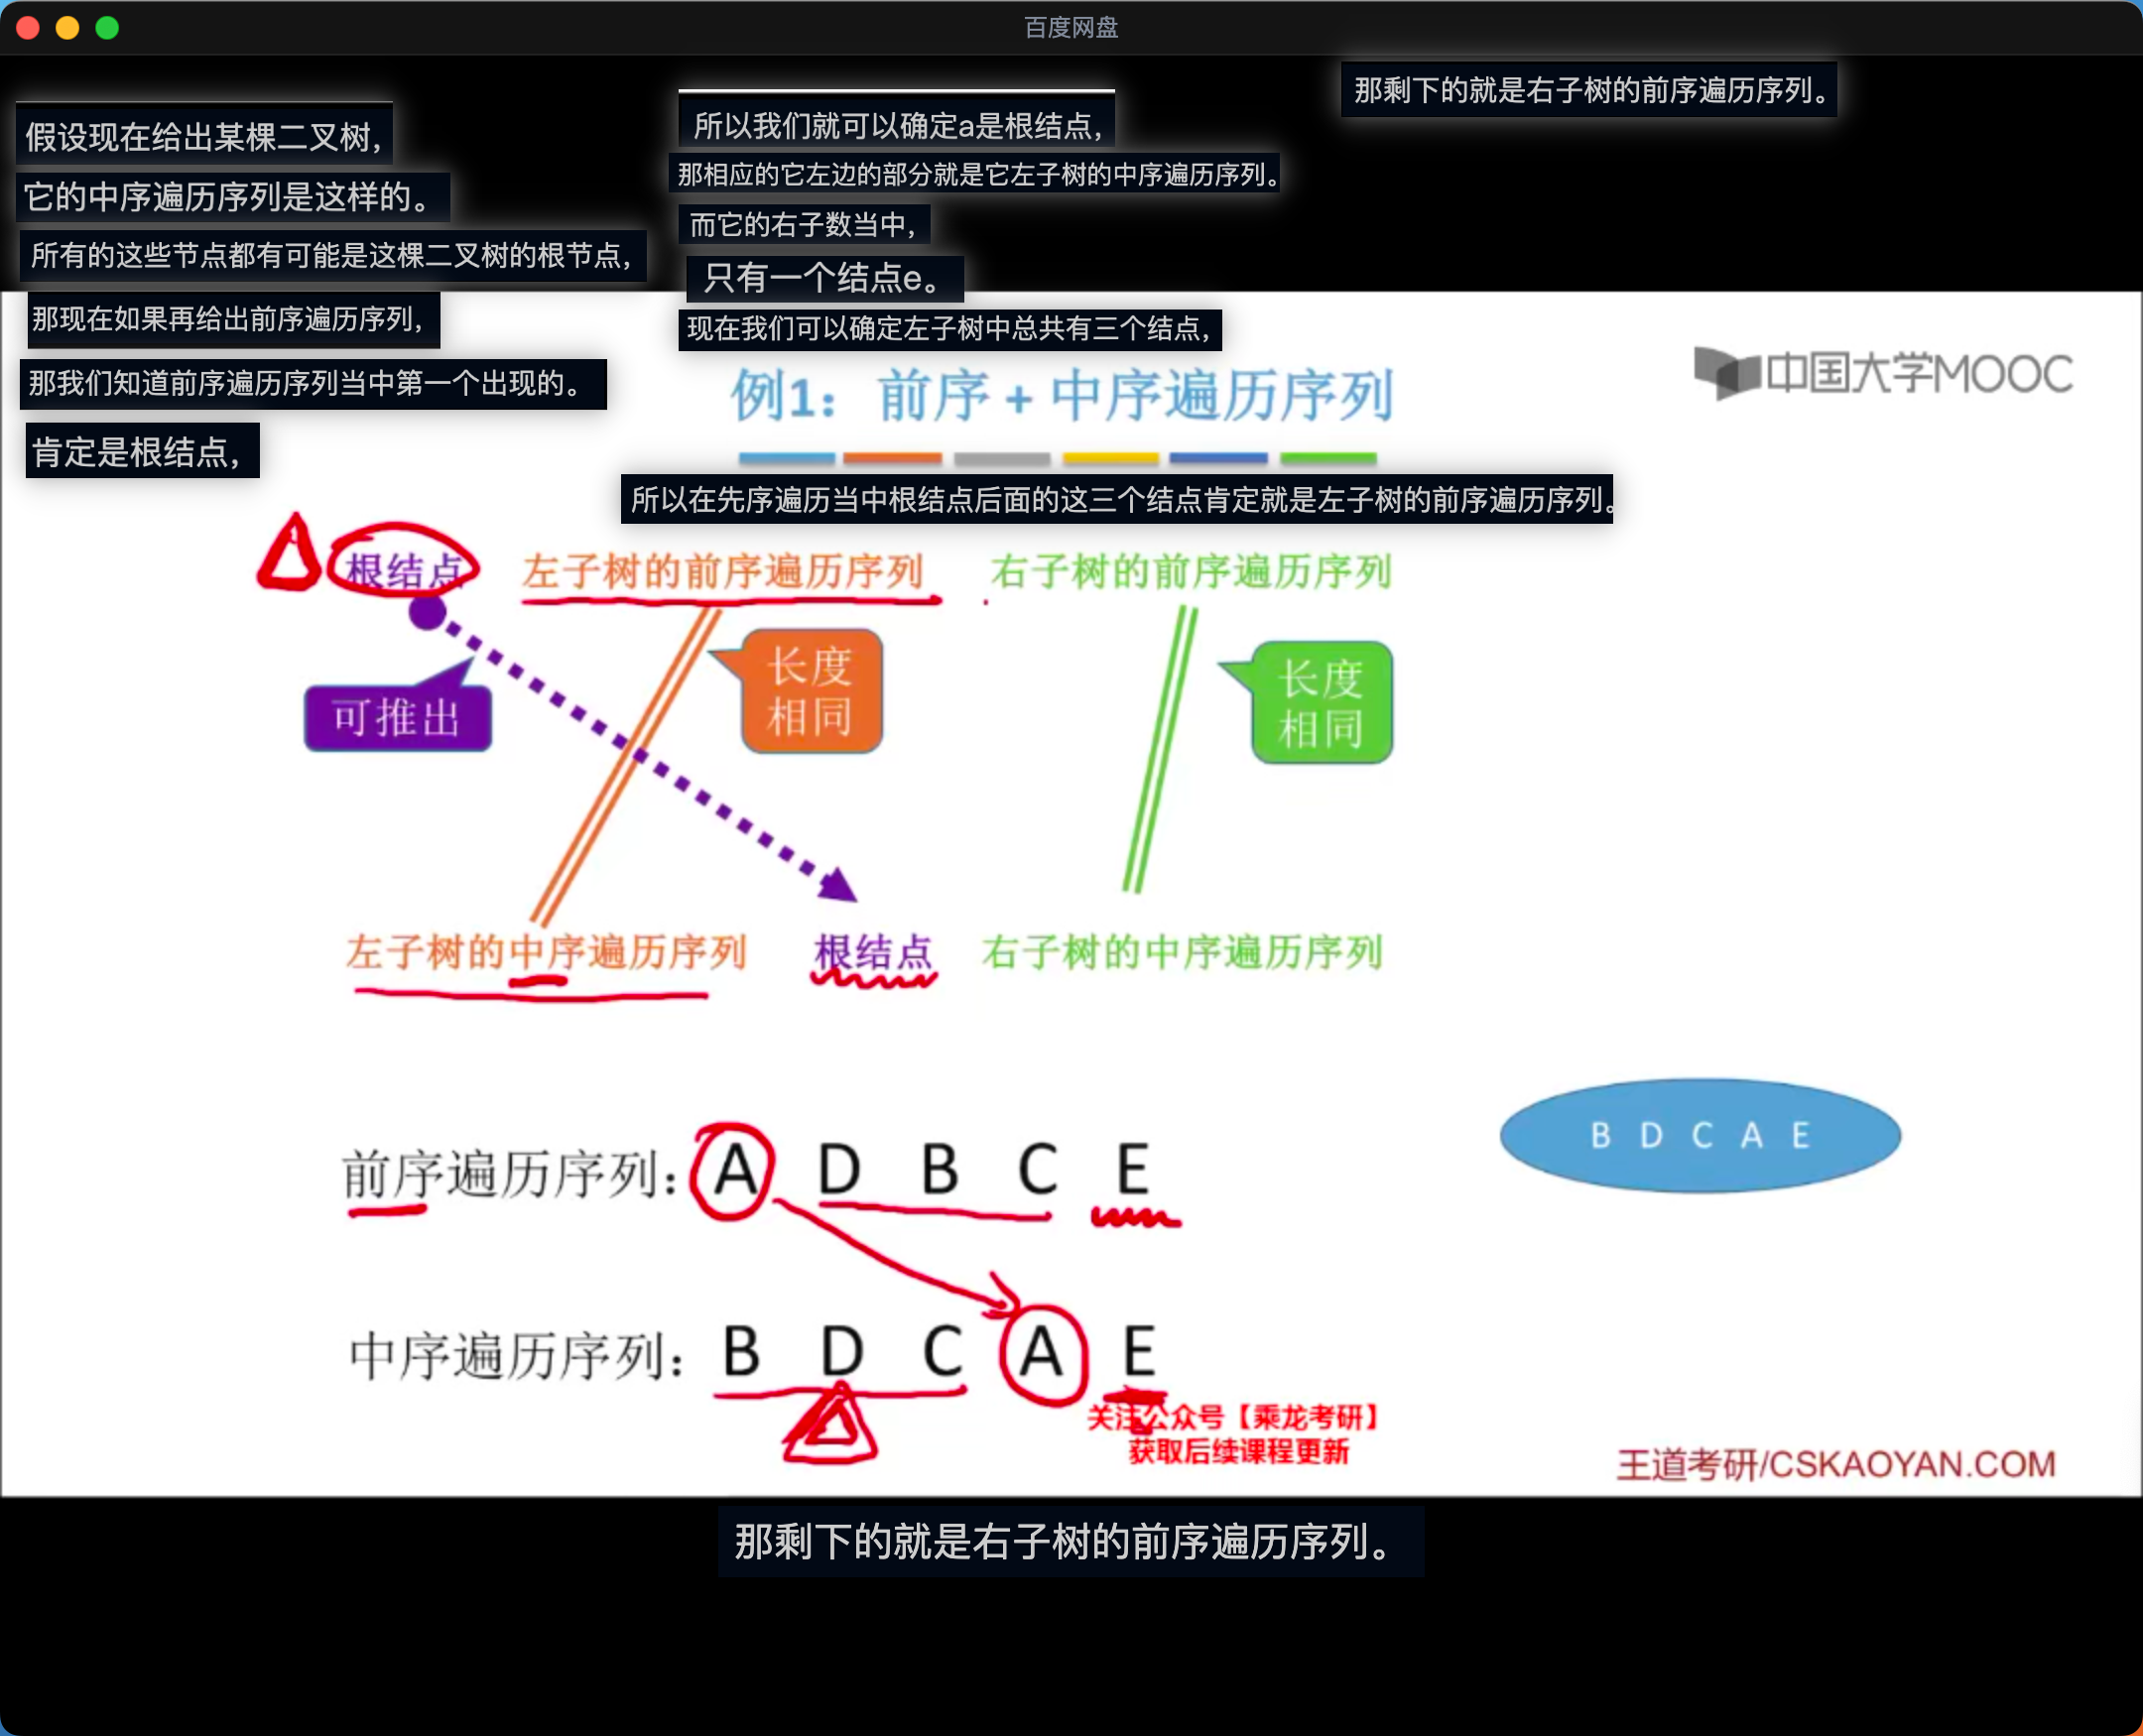 百度网盘
假设现在给出某棵二叉树,
它的中序遍历序列是这样的。
所有的这些节点都有可能是这棵二叉树的根节点,
那现在如果再给出前序遍历序列,
那我们知道前序遍历序列当中第一个出现的。
肯定是根结点,
所以我们就可以确定a是根结点,
那相应的它左边的部分就是它左子树的中序遍历序列。
而它的右子数当中,
只有一个结点e。
现在我们可以确定左子树中总共有三个结点,
所以在先序遍历当中根结点后面的这三个结点肯定就是左子树的前序遍历序列。
那剩下的就是右子树的前序遍历序列。
例1: 前序 + 中序遍历序列
中国大学MOOC
根结点 左子树的前序遍历序列 右子树的前序遍历序列
可推出
长度
相同
长度
相同
左子树的中序遍历序列 根结点 右子树的中序遍历序列
前序遍历序列: A D B C E
B D C A E
中序遍历序列: B D C A E
关注公众号【乘龙考研】
获取后续课程更新
王道考研/CSKAOYAN.COM
那剩下的就是右子树的前序遍历序列。